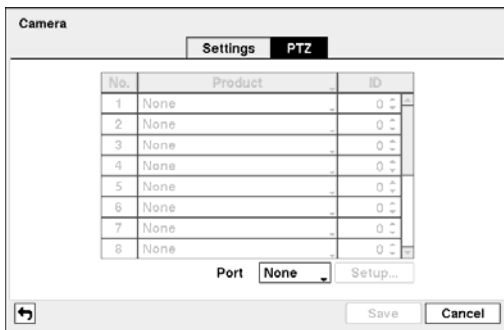 Camera
Settings PTZ
No. Product ID
1 None 0
2 None 0
3 None 0
4 None 0
5 None 0
6 None 0
7 None 0
8 None 0
Port None Setup...
Save Cancel